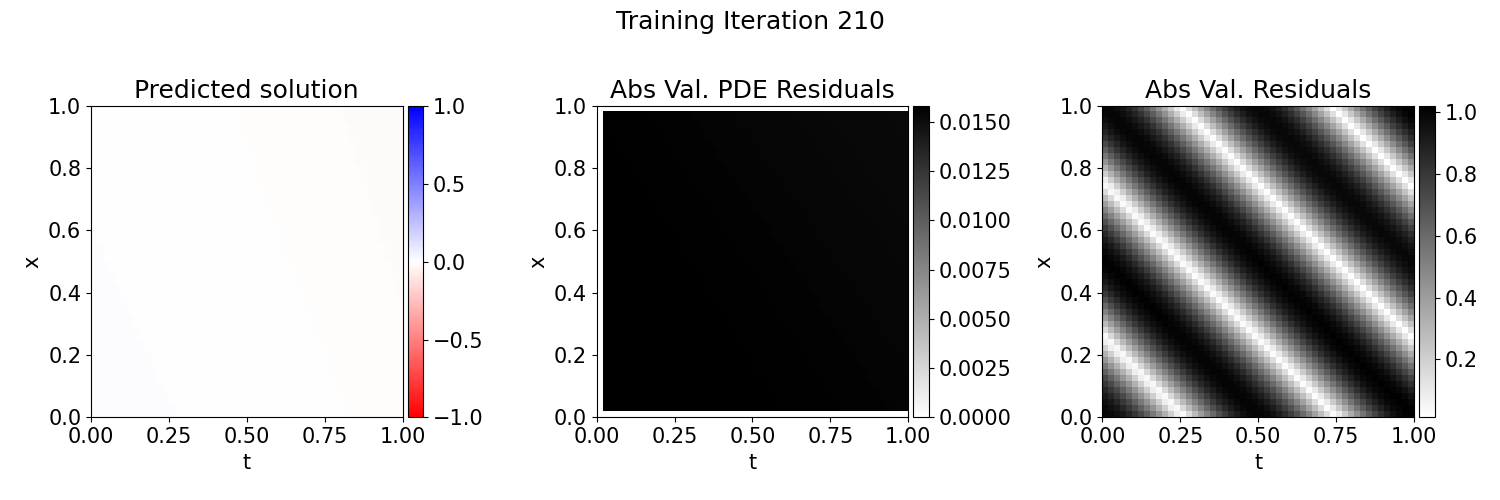 Training Iteration 210
Predicted solution
1.0
0.8
0.6
0.4
0.2
0.0
x
0.00 0.25 0.50 0.75 1.00
t
1.0
0.5
0.0
−0.5
−1.0
Abs Val. PDE Residuals
1.0
0.8
0.6
0.4
0.2
0.0
x
0.00 0.25 0.50 0.75 1.00
t
0.0150
0.0125
0.0100
0.0075
0.0050
0.0025
0.0000
Abs Val. Residuals
1.0
0.8
0.6
0.4
0.2
0.0
x
0.00 0.25 0.50 0.75 1.00
t
1.0
0.8
0.6
0.4
0.2